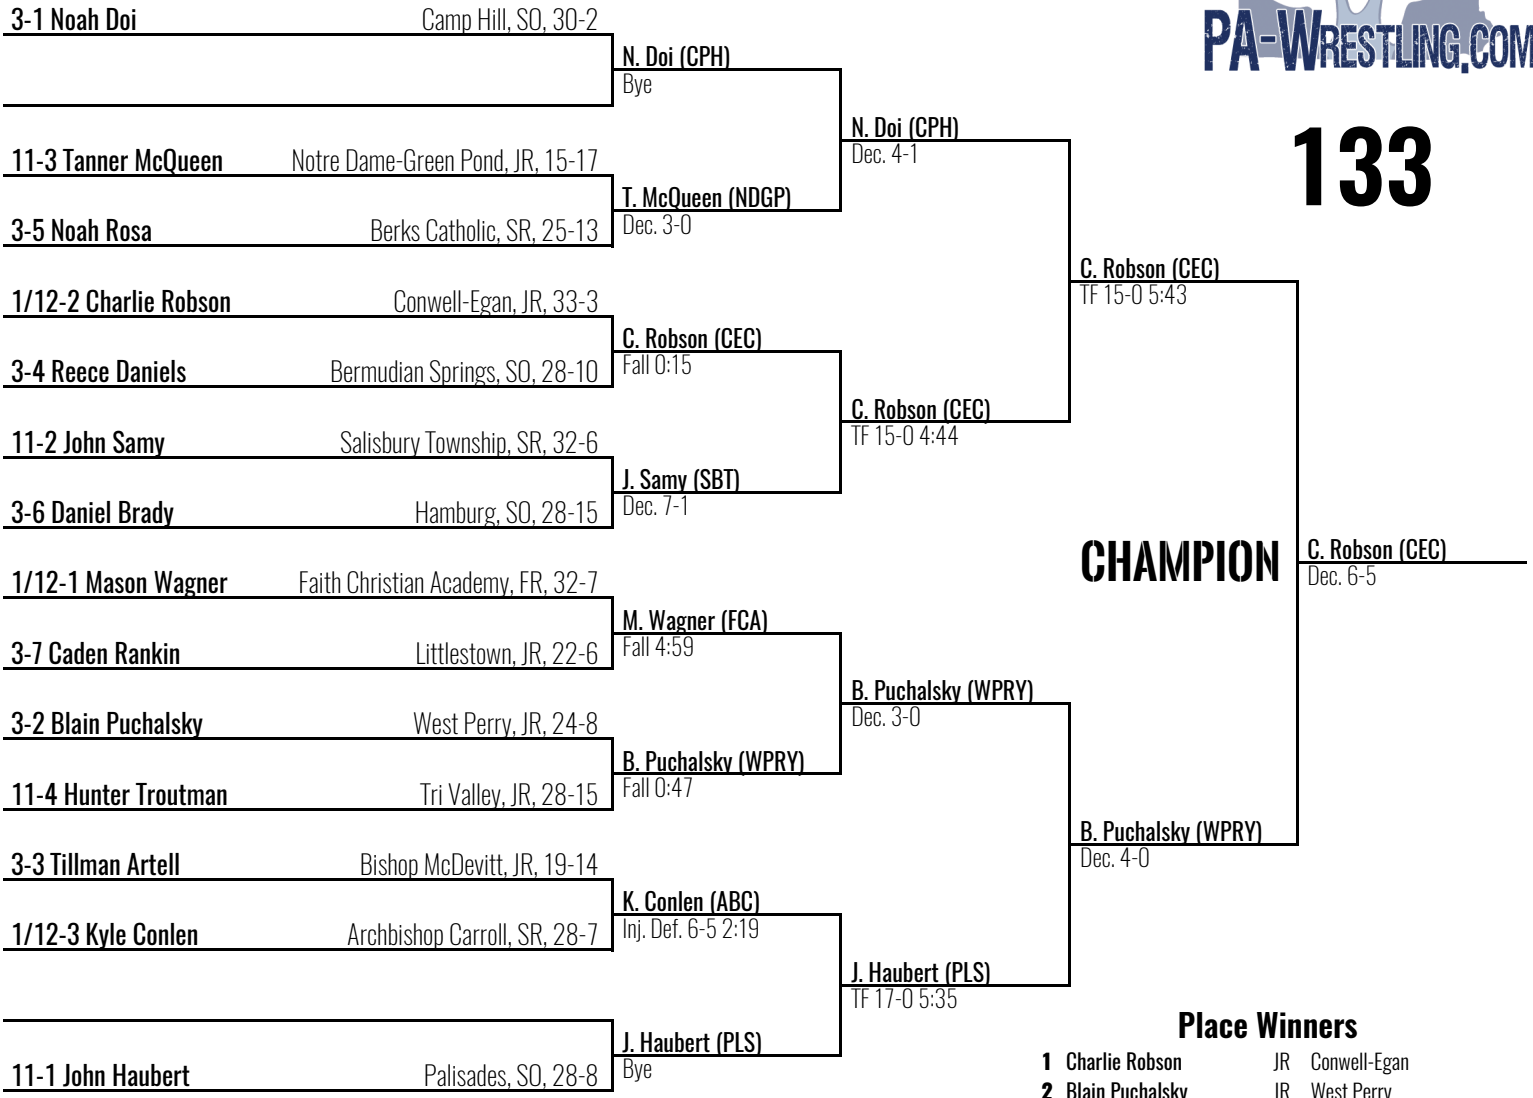 PA-WRESTLING.COM
133
3-1 Noah Doi Camp Hill, SO, 30-2
N. Doi (CPH)
Bye
N. Doi (CPH)
Dec. 4-1
11-3 Tanner McQueen Notre Dame-Green Pond, JR, 15-17
T. McQueen (NDGP)
Dec. 3-0
3-5 Noah Rosa Berks Catholic, SR, 25-13
C. Robson (CEC)
TF 15-0 5:43
1/12-2 Charlie Robson Conwell-Egan, JR, 33-3
C. Robson (CEC)
Fall 0:15
3-4 Reece Daniels Bermudian Springs, SO, 28-10
C. Robson (CEC)
TF 15-0 4:44
11-2 John Samy Salisbury Township, SR, 32-6
J. Samy (SBT)
Dec. 7-1
3-6 Daniel Brady Hamburg, SO, 28-15
CHAMPION
C. Robson (CEC)
Dec. 6-5
1/12-1 Mason Wagner Faith Christian Academy, FR, 32-7
M. Wagner (FCA)
Fall 4:59
3-7 Caden Rankin Littlestown, JR, 22-6
B. Puchalsky (WPRY)
Dec. 3-0
3-2 Blain Puchalsky West Perry, JR, 24-8
B. Puchalsky (WPRY)
Fall 0:47
11-4 Hunter Troutman Tri Valley, JR, 28-15
B. Puchalsky (WPRY)
Dec. 4-0
3-3 Tillman Artell Bishop McDevitt, JR, 19-14
K. Conlen (ABC)
Inj. Def. 6-5 2:19
1/12-3 Kyle Conlen Archbishop Carroll, SR, 28-7
J. Haubert (PLS)
TF 17-0 5:35
J. Haubert (PLS)
Bye
11-1 John Haubert Palisades, SO, 28-8
Place Winners
1 Charlie Robson JR Conwell-Egan
2 Blain Puchalsky JR West Perry